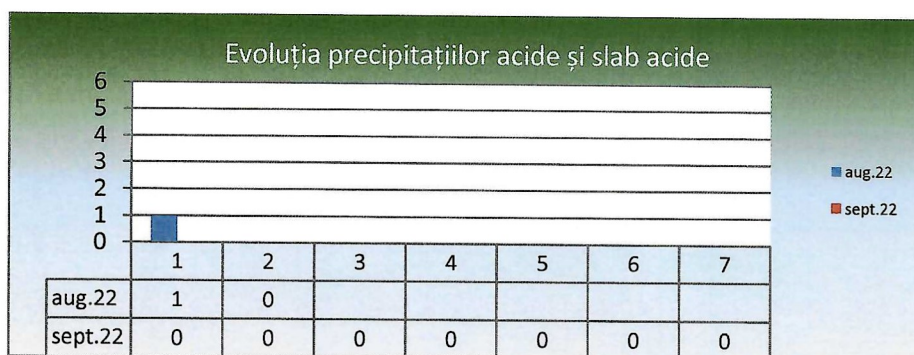 Evoluția precipitațiilor acide și slab acide
6
5
4
3
2
1
0
aug.22
sept.22
1 2 3 4 5 6 7
aug.22 1 0
sept.22 0 0 0 0 0 0 0